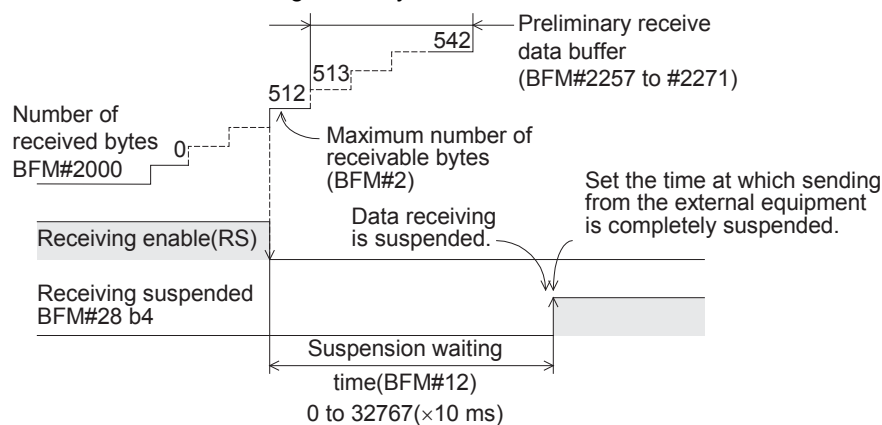 Preliminary receive
data buffer
(BFM#2257 to #2271)
542
513
512
Number of
received bytes
BFM#2000
0
Maximum number of
receivable bytes
(BFM#2)
Set the time at which sending
from the external equipment
is completely suspended.
Data receiving
is suspended.
Receiving enable(RS)
Receiving suspended
BFM#28 b4
Suspension waiting
time(BFM#12)
0 to 32767(×10 ms)